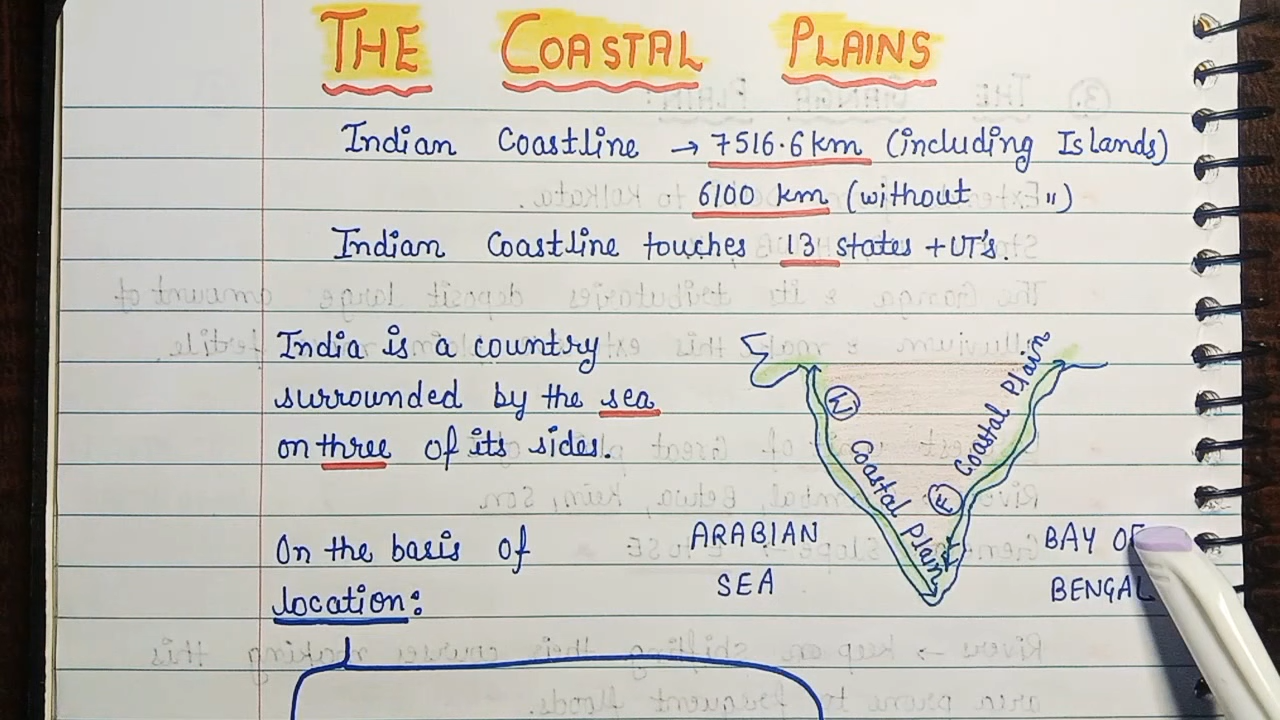 THE COASTAL PLAINS
Indian Coastline → 7516.6 km (including Islands)
6100 km (without ")
Indian Coastline touches 13 states + UT's.
India is a country
surrounded by the sea
on three of its sides.
W Coastal Plain
E Coastal Plain
On the basis of
location:
ARABIAN
SEA
BAY OF
BENGAL